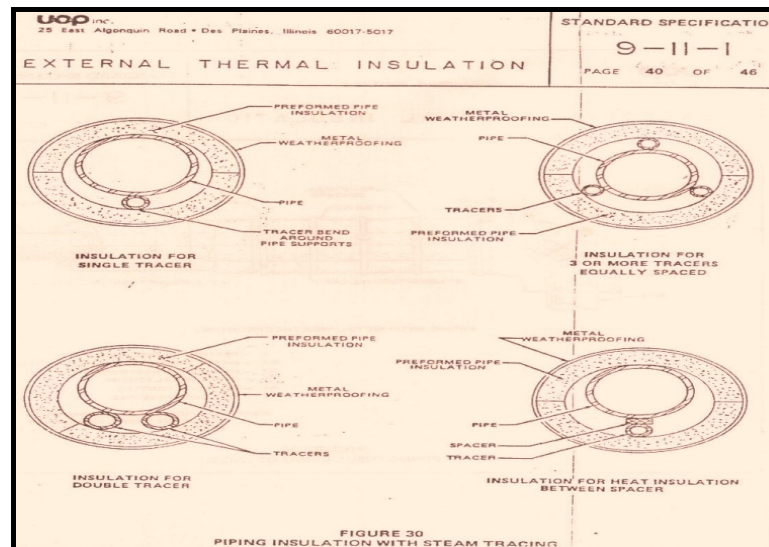 uop inc.
25 East Algonquin Road • Des Plaines, Illinois 60017-5017
STANDARD SPECIFICATIO
9-11-1
PAGE 40 OF 46
EXTERNAL THERMAL INSULATION
PREFORMED PIPE
INSULATION
METAL
WEATHERPROOFING
PIPE
TRACER BEND
AROUND
PIPE SUPPORTS
INSULATION FOR
SINGLE TRACER
METAL
WEATHERPROOFING
PIPE
TRACERS
PREFORMED PIPE
INSULATION
INSULATION FOR
3 OR MORE TRACERS
EQUALLY SPACED
PREFORMED PIPE
INSULATION
METAL
WEATHERPROOFING
PIPE
TRACERS
INSULATION FOR
DOUBLE TRACER
METAL
WEATHERPROOFING
PREFORMED PIPE
INSULATION
PIPE
SPACER
TRACER
INSULATION FOR HEAT INSULATION
BETWEEN SPACER
FIGURE 30
PIPING INSULATION WITH STEAM TRACING